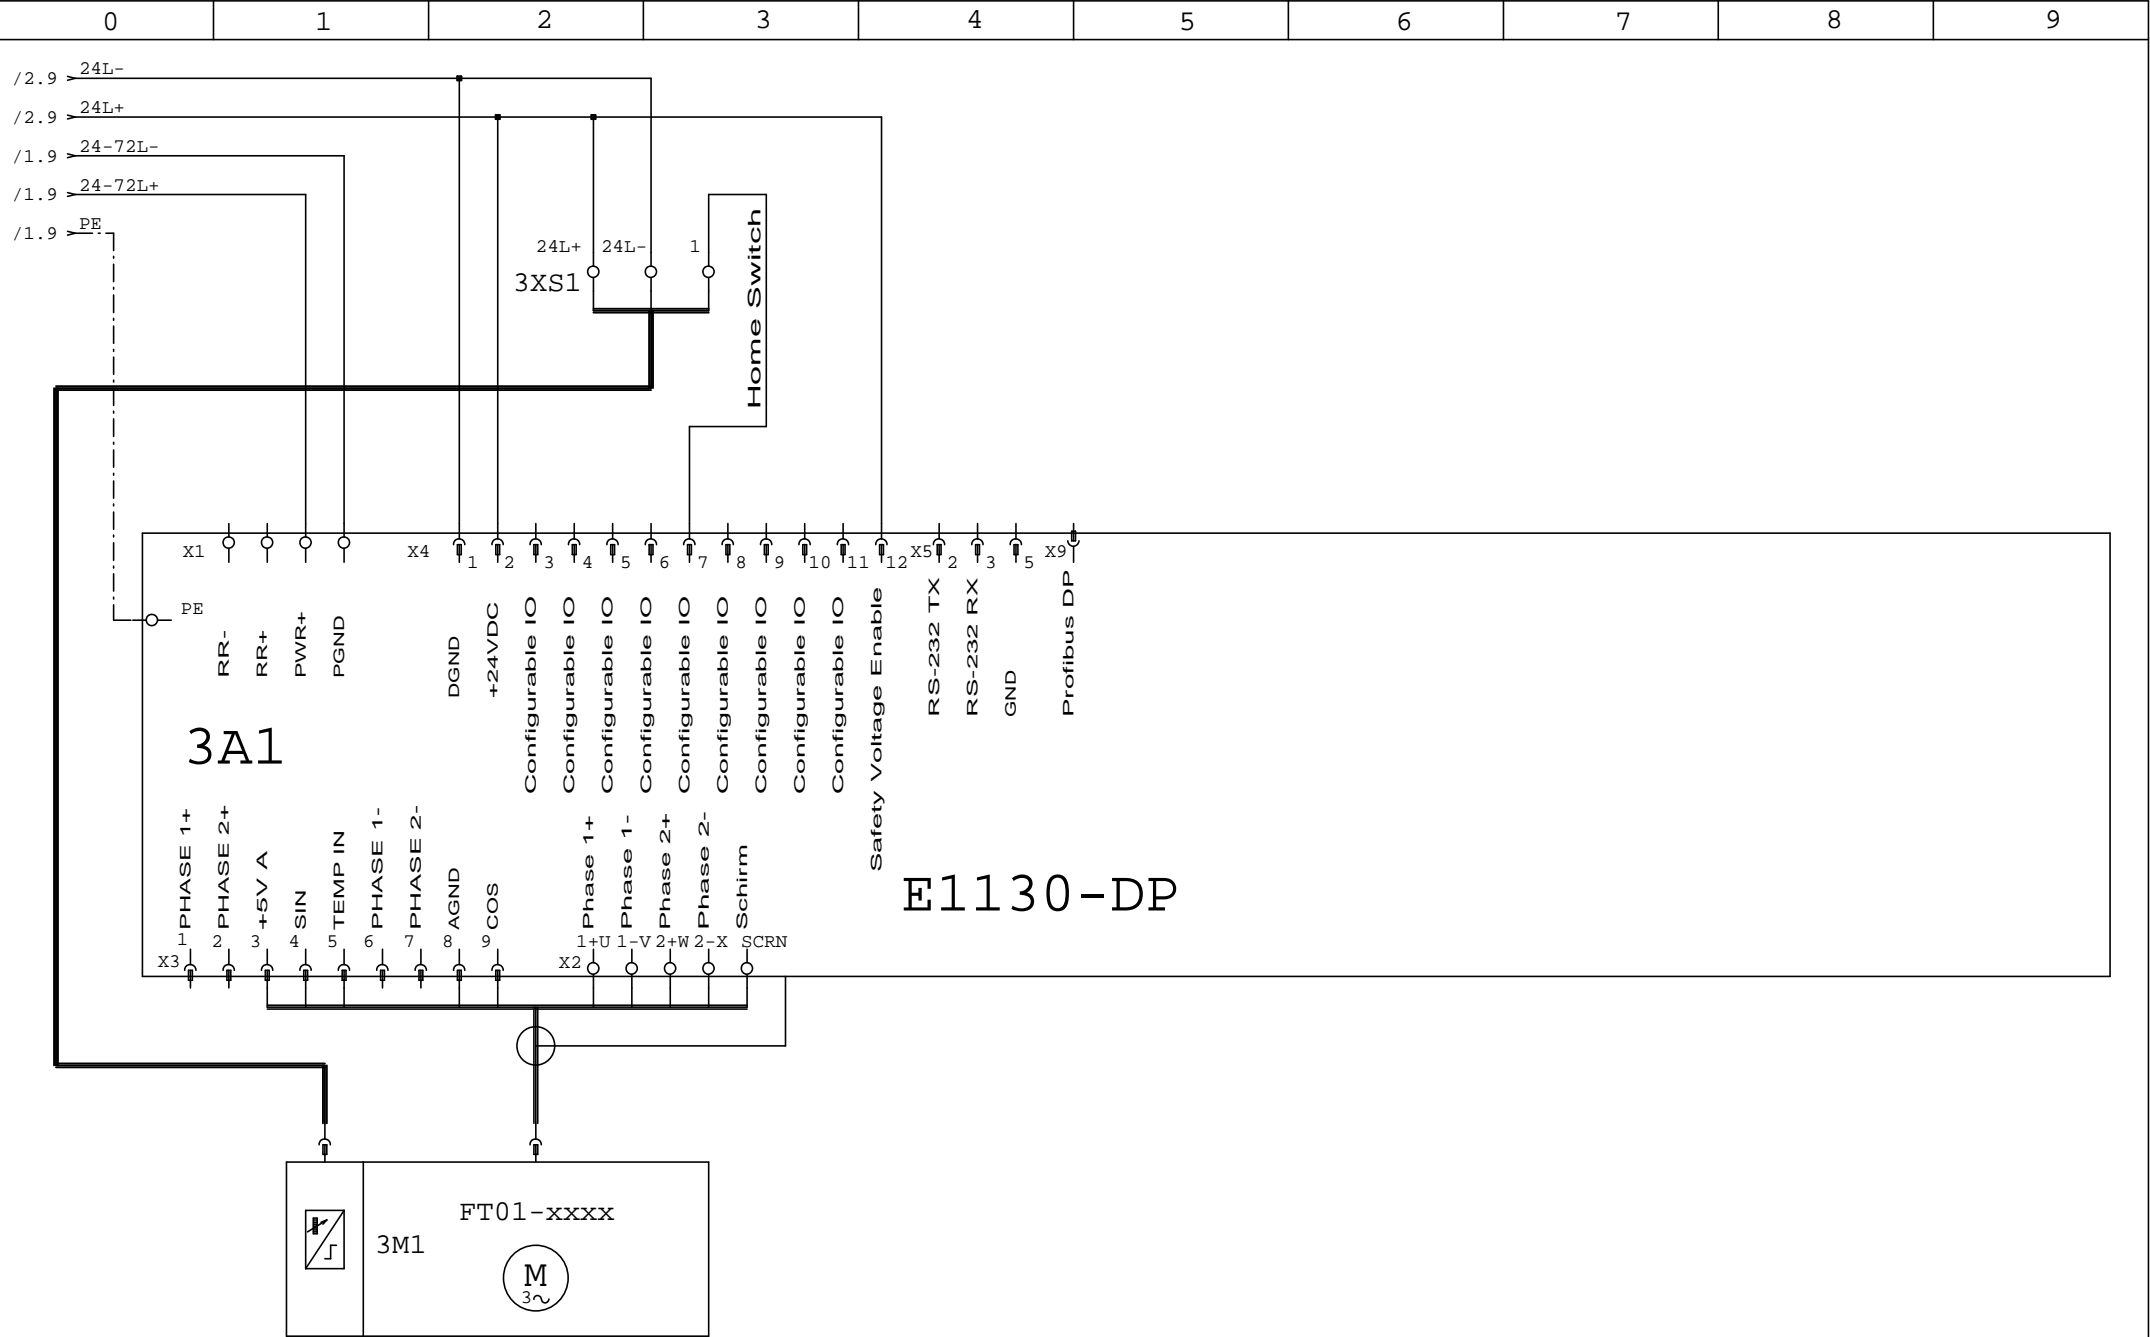 0 1 2 3 4 5 6 7 8 9
/2.9 24L-
/2.9 24L+
/1.9 24-72L-
/1.9 24-72L+
/1.9 PE
24L+ 24L- 1
3XS1
Home Switch
X1
X4 1 2 3 4 5 6 7 8 9 10 11 12
X5 2 3 5
X9
PE
RR-
RR+
PWR+
PGND
DGND
+24VDC
Configurable IO
Configurable IO
Configurable IO
Configurable IO
Configurable IO
Configurable IO
Configurable IO
Configurable IO
Configurable IO
Safety Voltage Enable
RS-232 TX
RS-232 RX
GND
Profibus DP
3A1
E1130-DP
PHASE 1+
PHASE 2+
+5V A
SIN
TEMP IN
PHASE 1-
PHASE 2-
AGND
COS
Phase 1+
Phase 1-
Phase 2+
Phase 2-
Schirm
1 2 3 4 5 6 7 8 9
1+U 1-V 2+W 2-X SCRN
X3
X2
FT01-xxxx
3M1
M
3~